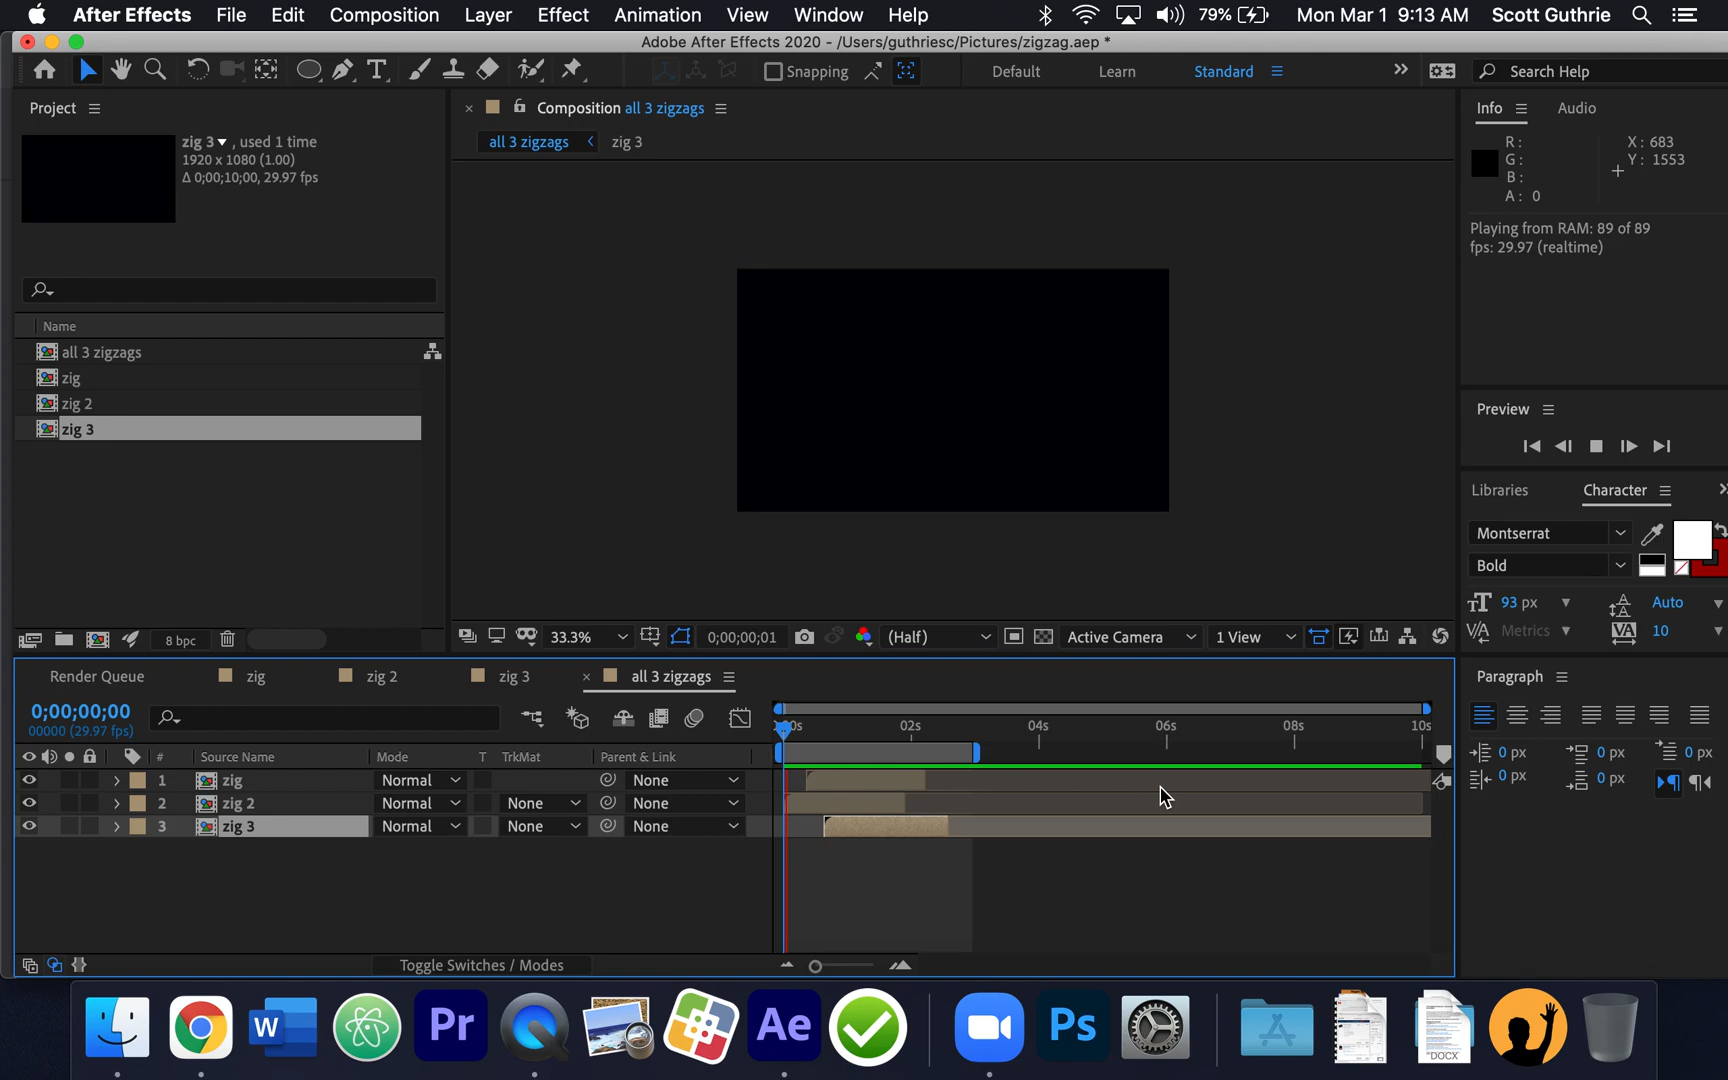 After Effects File Edit Composition Layer Effect Animation View Window Help 79% Mon Mar 1 9:13 AM Scott Guthrie
Adobe After Effects 2020 - /Users/guthriesc/Pictures/zigzag.aep *
Snapping Default Learn Standard Search Help
Project
zig 3 , used 1 time
1920 x 1080 (1.00)
Δ 0;00;10;00, 29.97 fps
Name
all 3 zigzags
zig
zig 2
zig 3
8 bpc
Composition all 3 zigzags
all 3 zigzags zig 3
33.3% 0;00;00;01 (Half) Active Camera 1 View
Info Audio
R :
G :
B :
A : 0
X : 683
Y : 1553
Playing from RAM: 89 of 89
fps: 29.97 (realtime)
Preview
Libraries Character
Montserrat
Bold
93 px Auto
Metrics 10
Paragraph
0 px 0 px 0 px
0 px 0 px
Render Queue zig zig 2 zig 3 all 3 zigzags
0;00;00;00
00000 (29.97 fps)
02s 04s 06s 08s 10s
# Source Name Mode T TrkMat Parent & Link
1 zig Normal None
2 zig 2 Normal None None
3 zig 3 Normal None None
Toggle Switches / Modes
W Pr Ae Ps DOCX